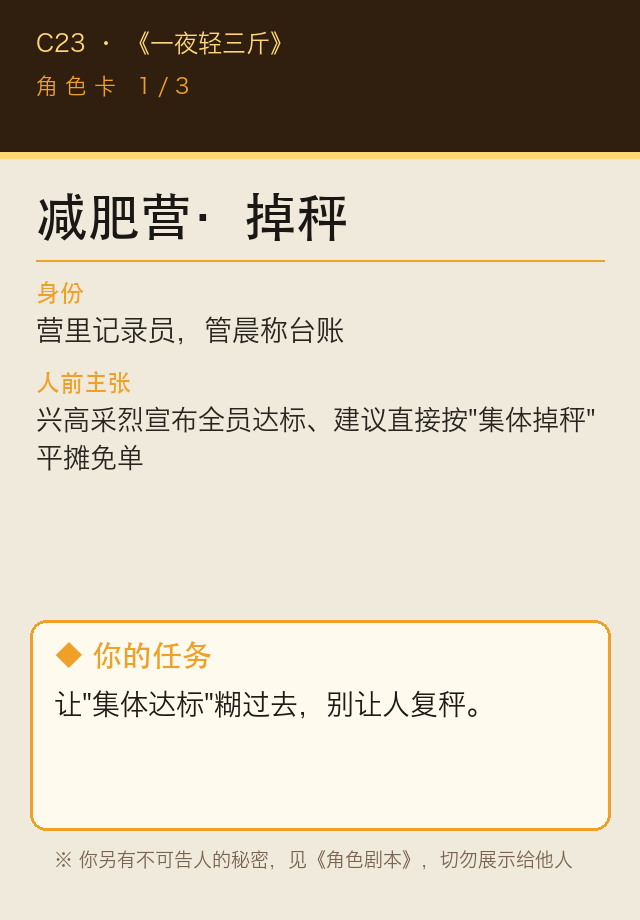 C23 · 《一夜轻三斤》
角色卡 1/3
减肥营· 掉秤
身份
营里记录员，管晨称台账
人前主张
兴高采烈宣布全员达标、建议直接按"集体掉秤"
平摊免单
◆ 你的任务
让"集体达标"糊过去，别让人复秤。
※ 你另有不可告人的秘密，见《角色剧本》，切勿展示给他人